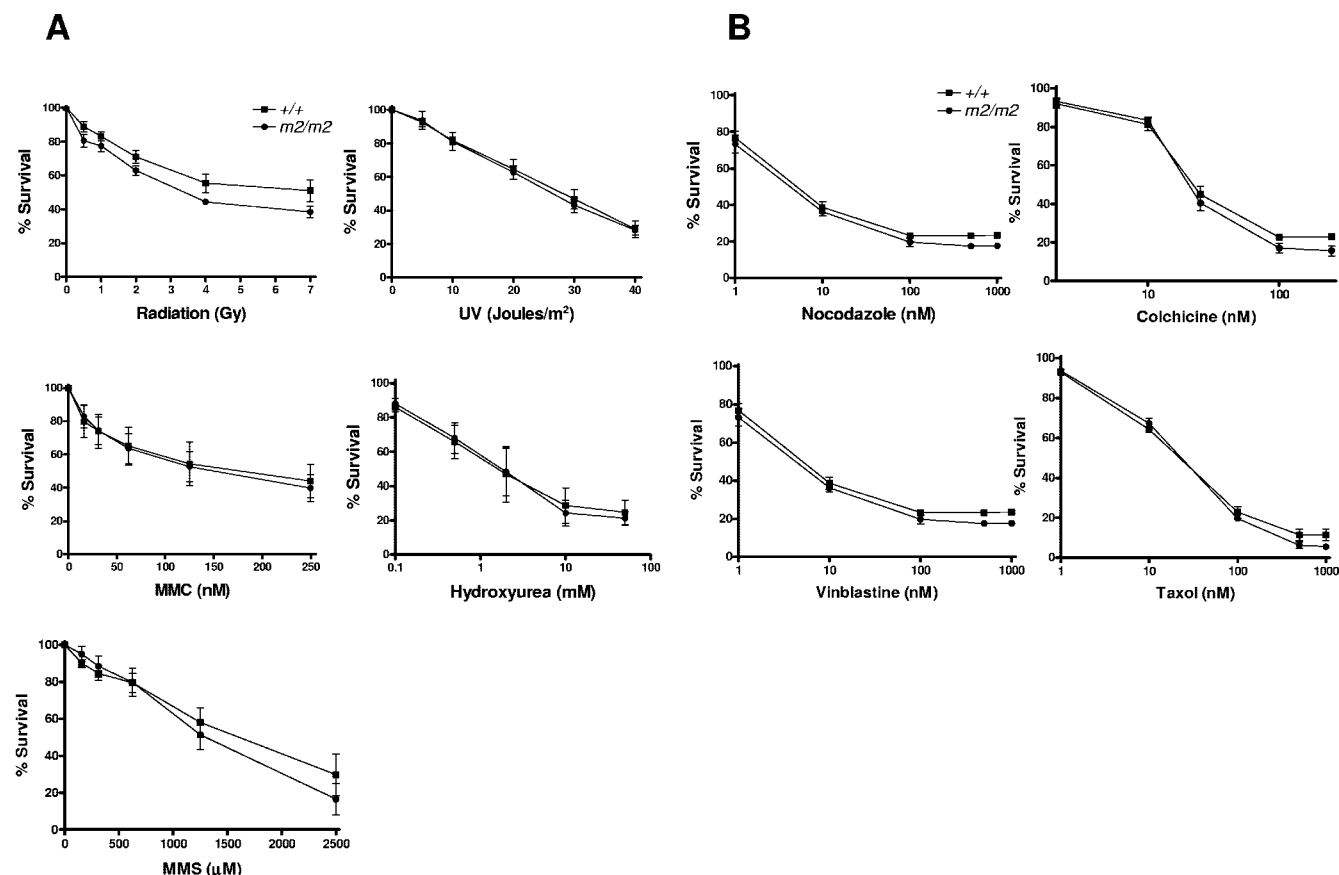 A
B
+/+
m2/m2
% Survival
100
80
60
40
20
0
0 1 2 4 7
Radiation (Gy)
% Survival
100
80
60
40
20
0
0 10 20 30 40
UV (Joules/m²)
+/+
m2/m2
% Survival
100
80
60
40
20
0
1 10 100 1000
Nocodazole (nM)
% Survival
100
80
60
40
20
0
10 100
Colchicine (nM)
% Survival
100
80
60
40
20
0
0 50 100 150 200 250
MMC (nM)
% Survival
100
80
60
40
20
0
0.1 1 10 100
Hydroxyurea (mM)
% Survival
100
80
60
40
20
0
1 10 100 1000
Vinblastine (nM)
% Survival
100
80
60
40
20
0
1 10 100 1000
Taxol (nM)
% Survival
100
80
60
40
20
0
0 500 1000 1500 2000 2500
MMS (µM)